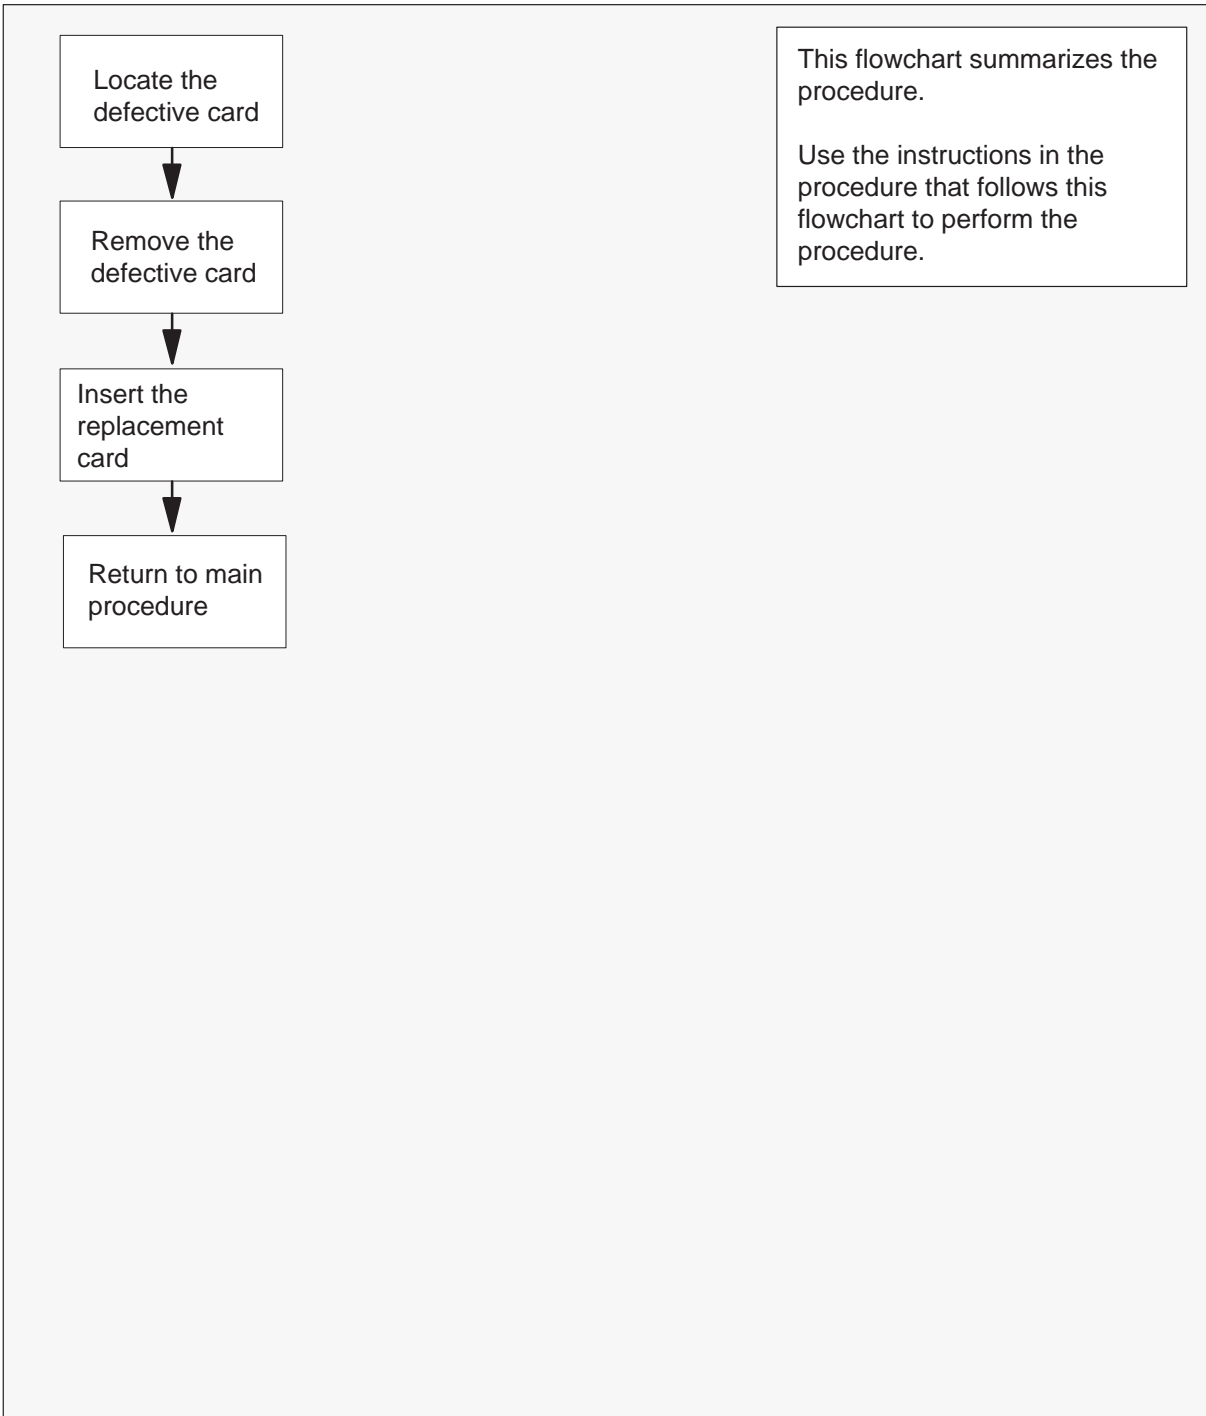 Locate the
defective card
Remove the
defective card
Insert the
replacement
card
Return to main
procedure
This flowchart summarizes the
procedure.
Use the instructions in the
procedure that follows this
flowchart to perform the
procedure.